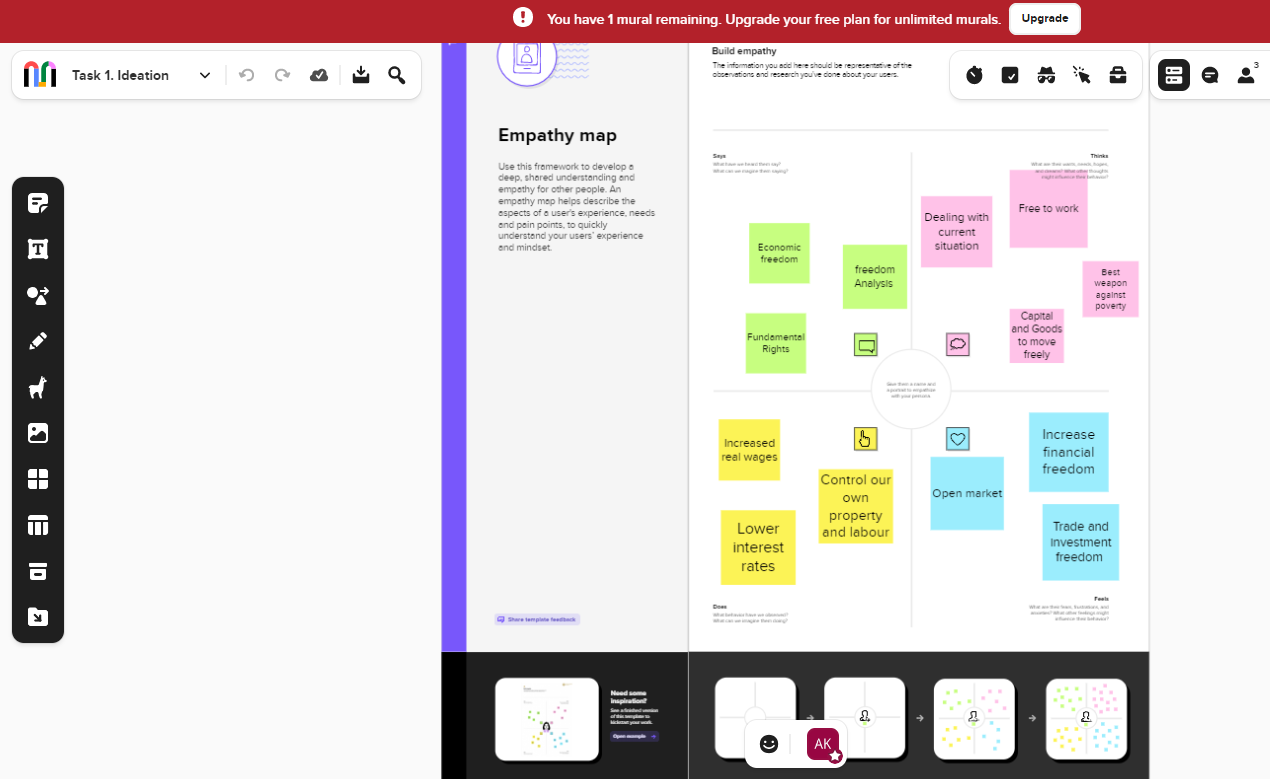 You have 1 mural remaining. Upgrade your free plan for unlimited murals.
Upgrade
Task 1. Ideation
3
Build empathy
The information you add here should be representative of the
observations and research you've done about your users.
Empathy map
Use this framework to develop a
deep, shared understanding and
empathy for other people. An
empathy map helps describe the
aspects of a user's experience, needs
and pain points, to quickly
understand your users' experience
and mindset.
Says
What have we heard them say?
What can we imagine them saying?
Thinks
What are their wants, needs, hopes,
and dreams? What other thoughts
might influence their behavior?
Economic
freedom
freedom
Analysis
Fundamental
Rights
Dealing with
current
situation
Free to work
Best
weapon
against
poverty
Capital
and Goods
to move
freely
Give them a name and
a portrait to empathize
with your persona
Increased
real wages
Control our
own
property
and labour
Lower
interest
rates
Open market
Increase
financial
freedom
Trade and
investment
freedom
Does
What behavior have we observed?
What can we imagine them doing?
Feels
What are their fears, frustrations, and
anxieties? What other feelings might
influence their behavior?
Share template feedback
Need some
inspiration?
See a finished version
of this template to
kickstart your work.
Open example
AK